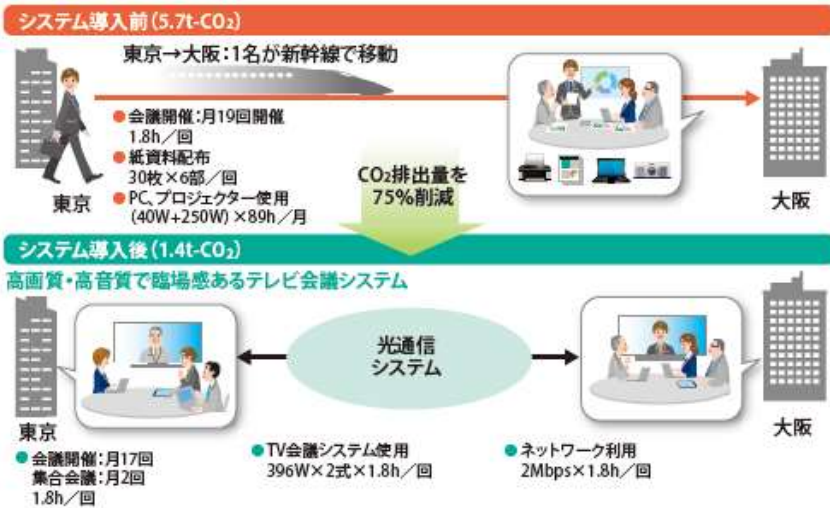 システム導入前（5.7t-CO₂）
東京→大阪：1名が新幹線で移動
●会議開催：月19回開催
1.8h／回
●紙資料配布
30枚×6部／回
●PC、プロジェクター使用
（40W+250W）×89h／月
東京
CO₂排出量を
75%削減
大阪
システム導入後（1.4t-CO₂）
高画質・高音質で臨場感あるテレビ会議システム
光通信
システム
東京
大阪
●会議開催：月17回
集合会議：月2回
1.8h／回
●TV会議システム使用
396W×2式×1.8h／回
●ネットワーク利用
2Mbps×1.8h／回